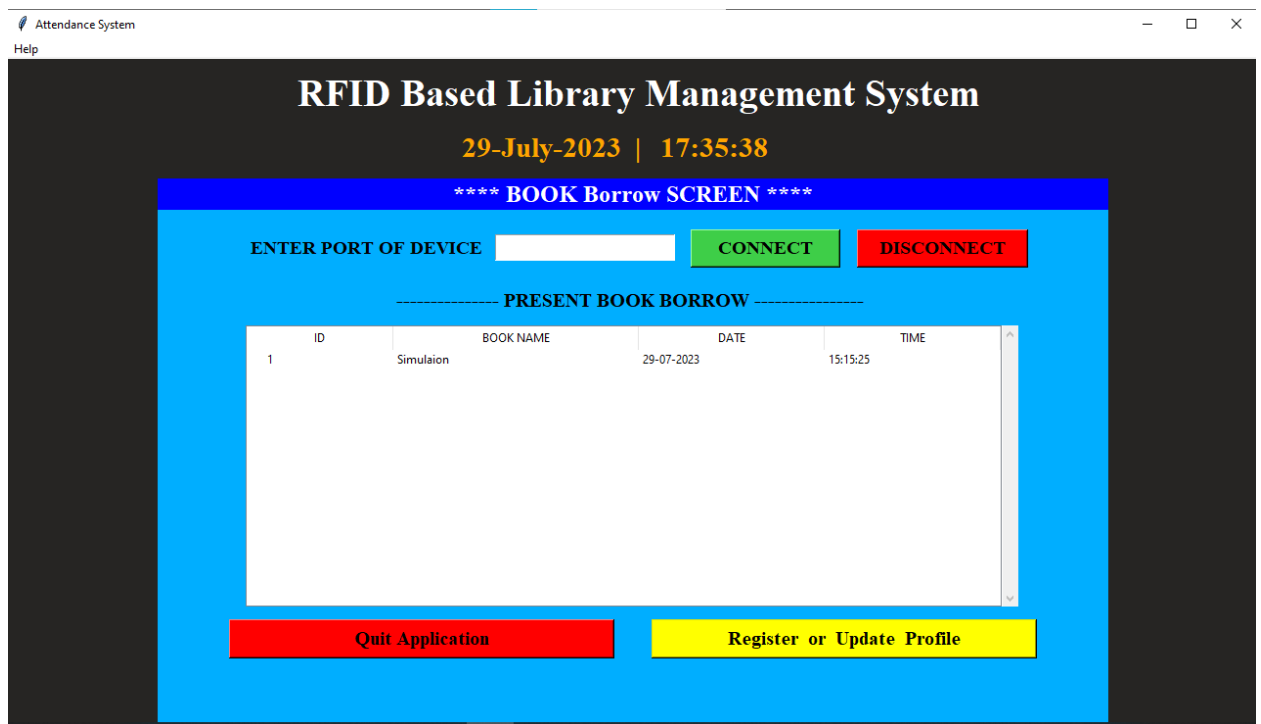 Attendance System
Help
RFID Based Library Management System
29-July-2023 | 17:35:38
**** BOOK Borrow SCREEN ****
ENTER PORT OF DEVICE CONNECT DISCONNECT
--------------- PRESENT BOOK BORROW ----------------
ID BOOK NAME DATE TIME
1 Simulaion 29-07-2023 15:15:25
Quit Application Register or Update Profile